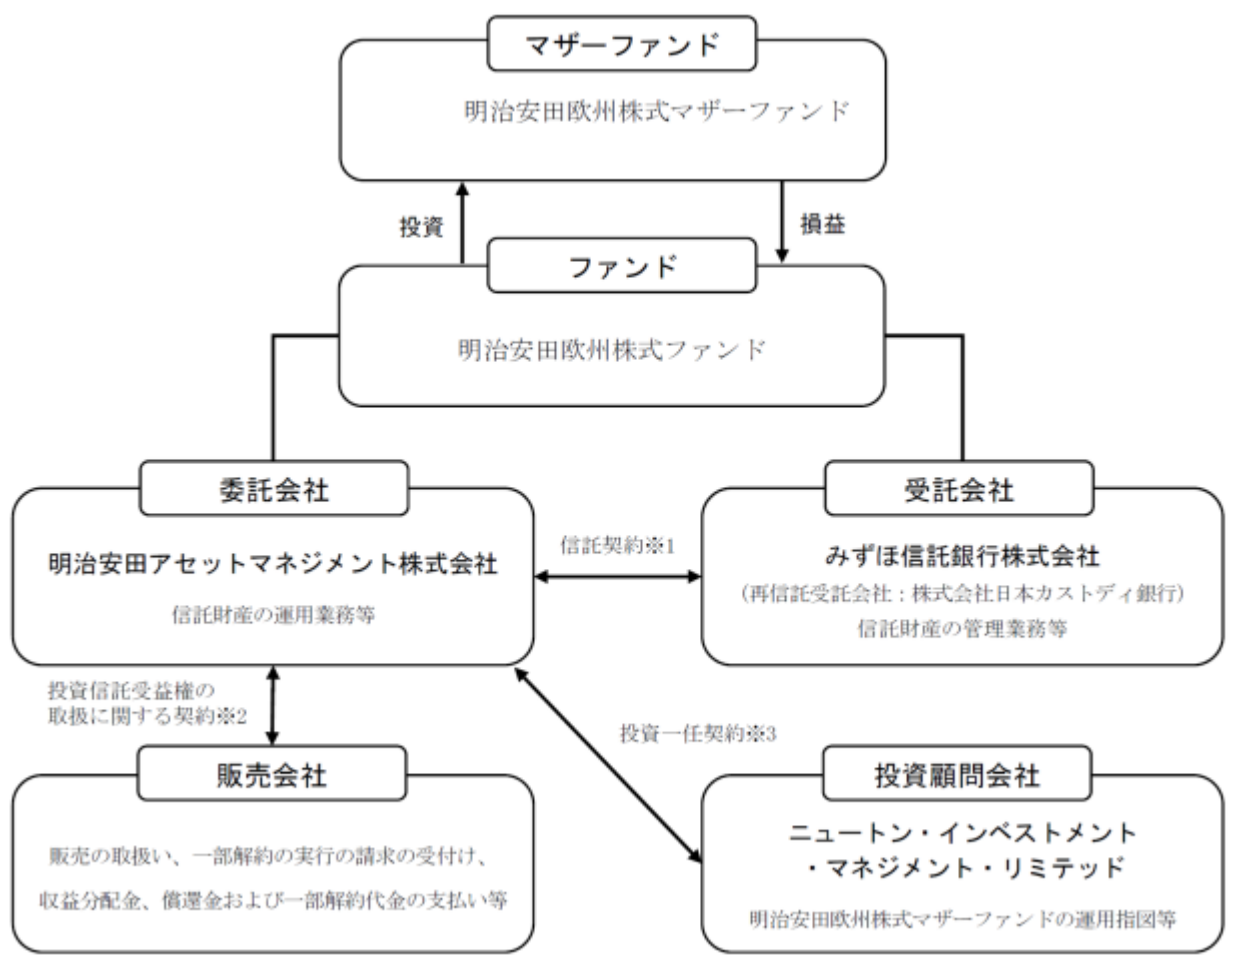 マザーファンド
明治安田欧州株式マザーファンド
投資
損益
ファンド
明治安田欧州株式ファンド
委託会社
明治安田アセットマネジメント株式会社
信託財産の運用業務等
信託契約※1
受託会社
みずほ信託銀行株式会社
(再信託受託会社：株式会社日本カストディ銀行)
信託財産の管理業務等
投資信託受益権の
取扱に関する契約※2
投資一任契約※3
販売会社
販売の取扱い、一部解約の実行の請求の受付け、
収益分配金、償還金および一部解約代金の支払い等
投資顧問会社
ニュートン・インベストメント
・マネジメント・リミテッド
明治安田欧州株式マザーファンドの運用指図等